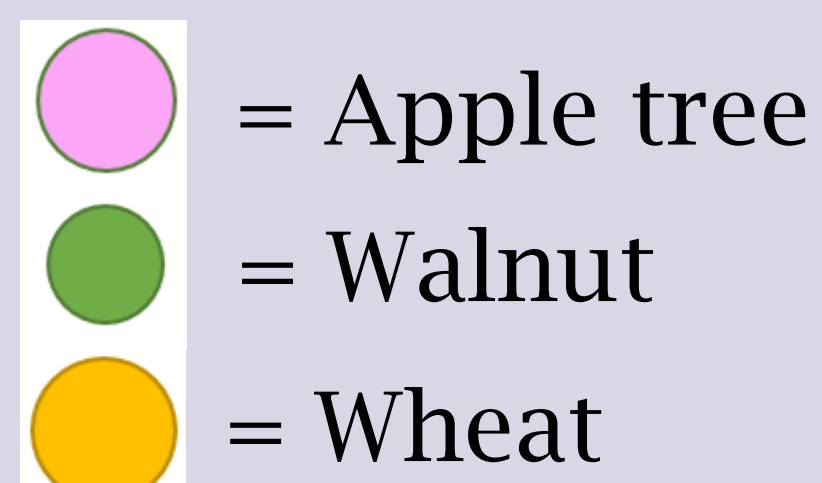 = Apple tree
= Walnut
= Wheat